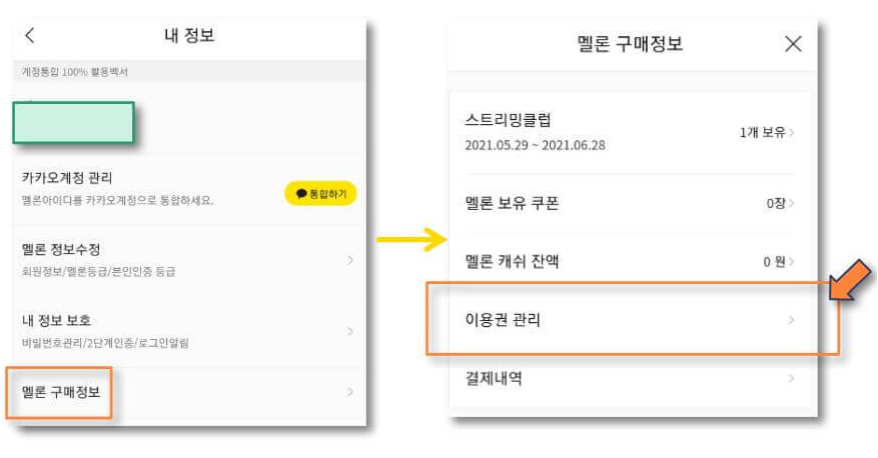 내 정보
계정통합 100% 활용백서
카카오계정 관리
멜론아이디를 카카오계정으로 통합하세요.
통합하기
멜론 정보수정
회원정보/멜론등급/본인인증 등급
내 정보 보호
비밀번호관리/2단계인증/로그인알림
멜론 구매정보
멜론 구매정보
스트리밍클럽
1개 보유
2021.05.29 ~ 2021.06.28
멜론 보유 쿠폰
0장
멜론 캐쉬 잔액
0 원
이용권 관리
결제내역